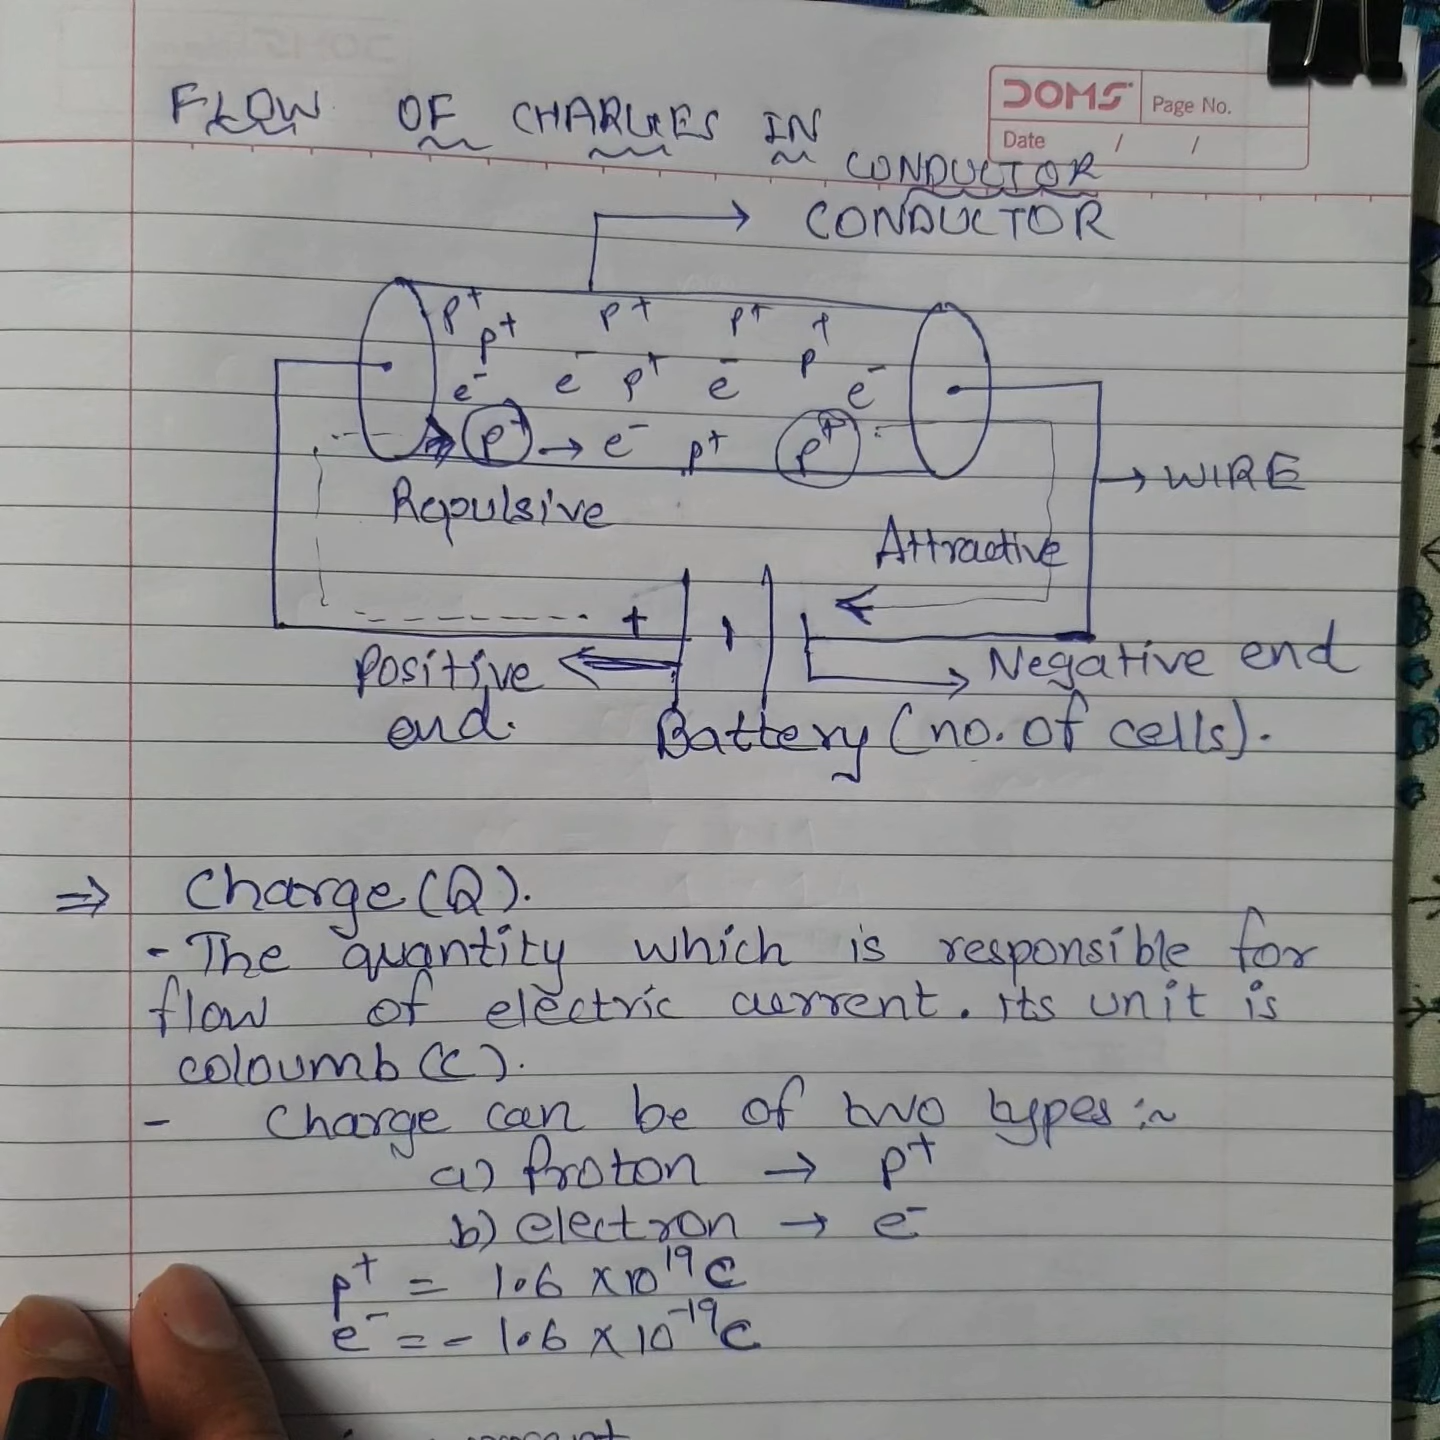 DOMS
Page No.
Date / /
FLOW OF CHARGES IN
CONDUCTOR
CONDUCTOR
p+ p+ p+ p+ p+
e- e- p+ e- e-
p+ → e- p+ p+
Repulsive
→ WIRE
Attractive
+
Positive
end.
Negative end
Battery (no. of cells).
⇒ Charge (Q).
- The quantity which is responsible for
flow of electric current. its unit is
coloumb (C).
- Charge can be of two types :~
a) Proton → p+
b) electron → e-
p+ = 1.6 ×10^19 C
e- = - 1.6 ×10^-19 C